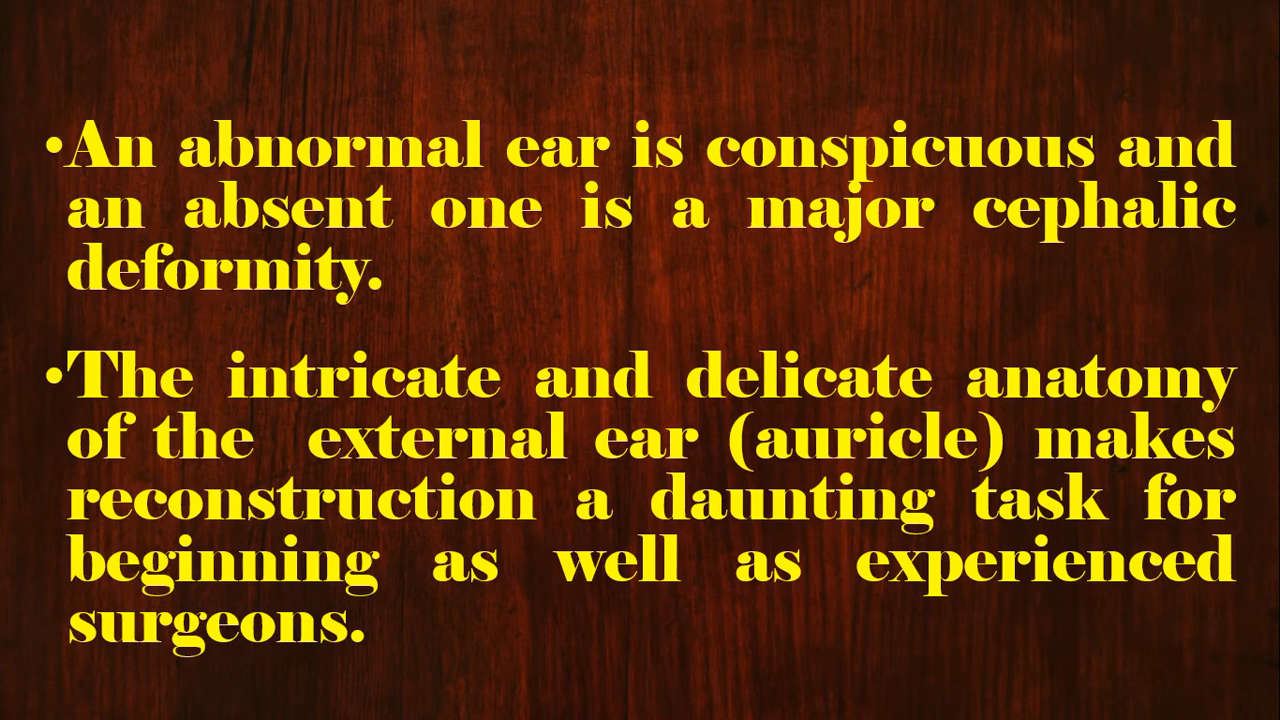 •An abnormal ear is conspicuous and
an absent one is a major cephalic
deformity.
•The intricate and delicate anatomy
of the  external ear (auricle) makes
reconstruction a daunting task for
beginning as well as experienced
surgeons.